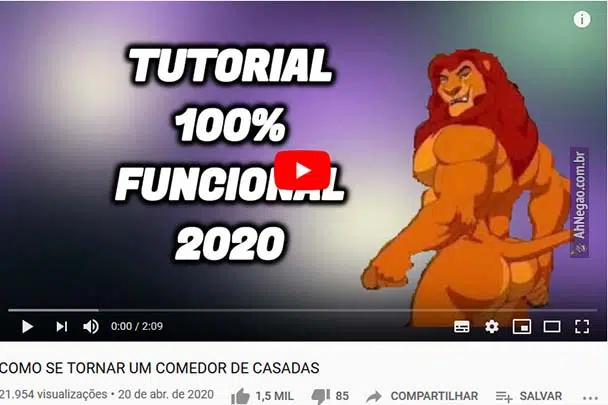 TUTORIAL
100%
FUNCIONAL
2020
AhNegao.com.br
0:00 / 2:09
COMO SE TORNAR UM COMEDOR DE CASADAS
21.954 visualizações • 20 de abr. de 2020 1,5 MIL 85 COMPARTILHAR SALVAR ...